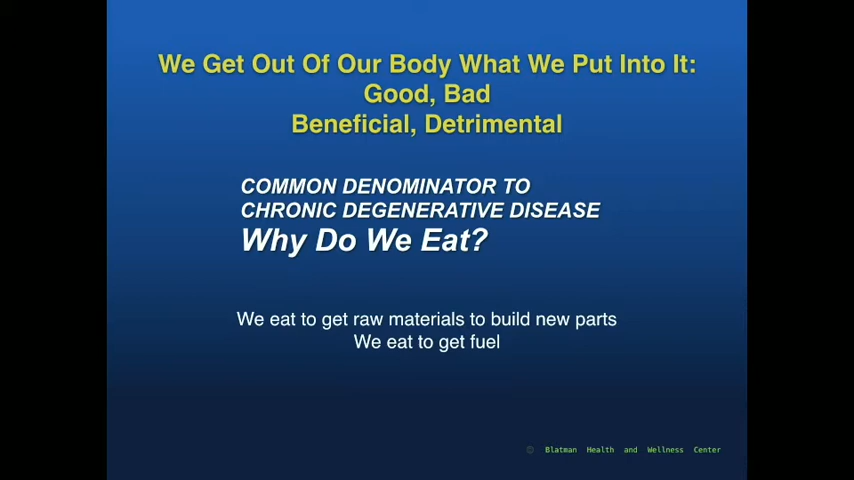 We Get Out Of Our Body What We Put Into It:
Good, Bad
Beneficial, Detrimental
COMMON DENOMINATOR TO
CHRONIC DEGENERATIVE DISEASE
Why Do We Eat?
We eat to get raw materials to build new parts
We eat to get fuel
© Blatman Health and Wellness Center